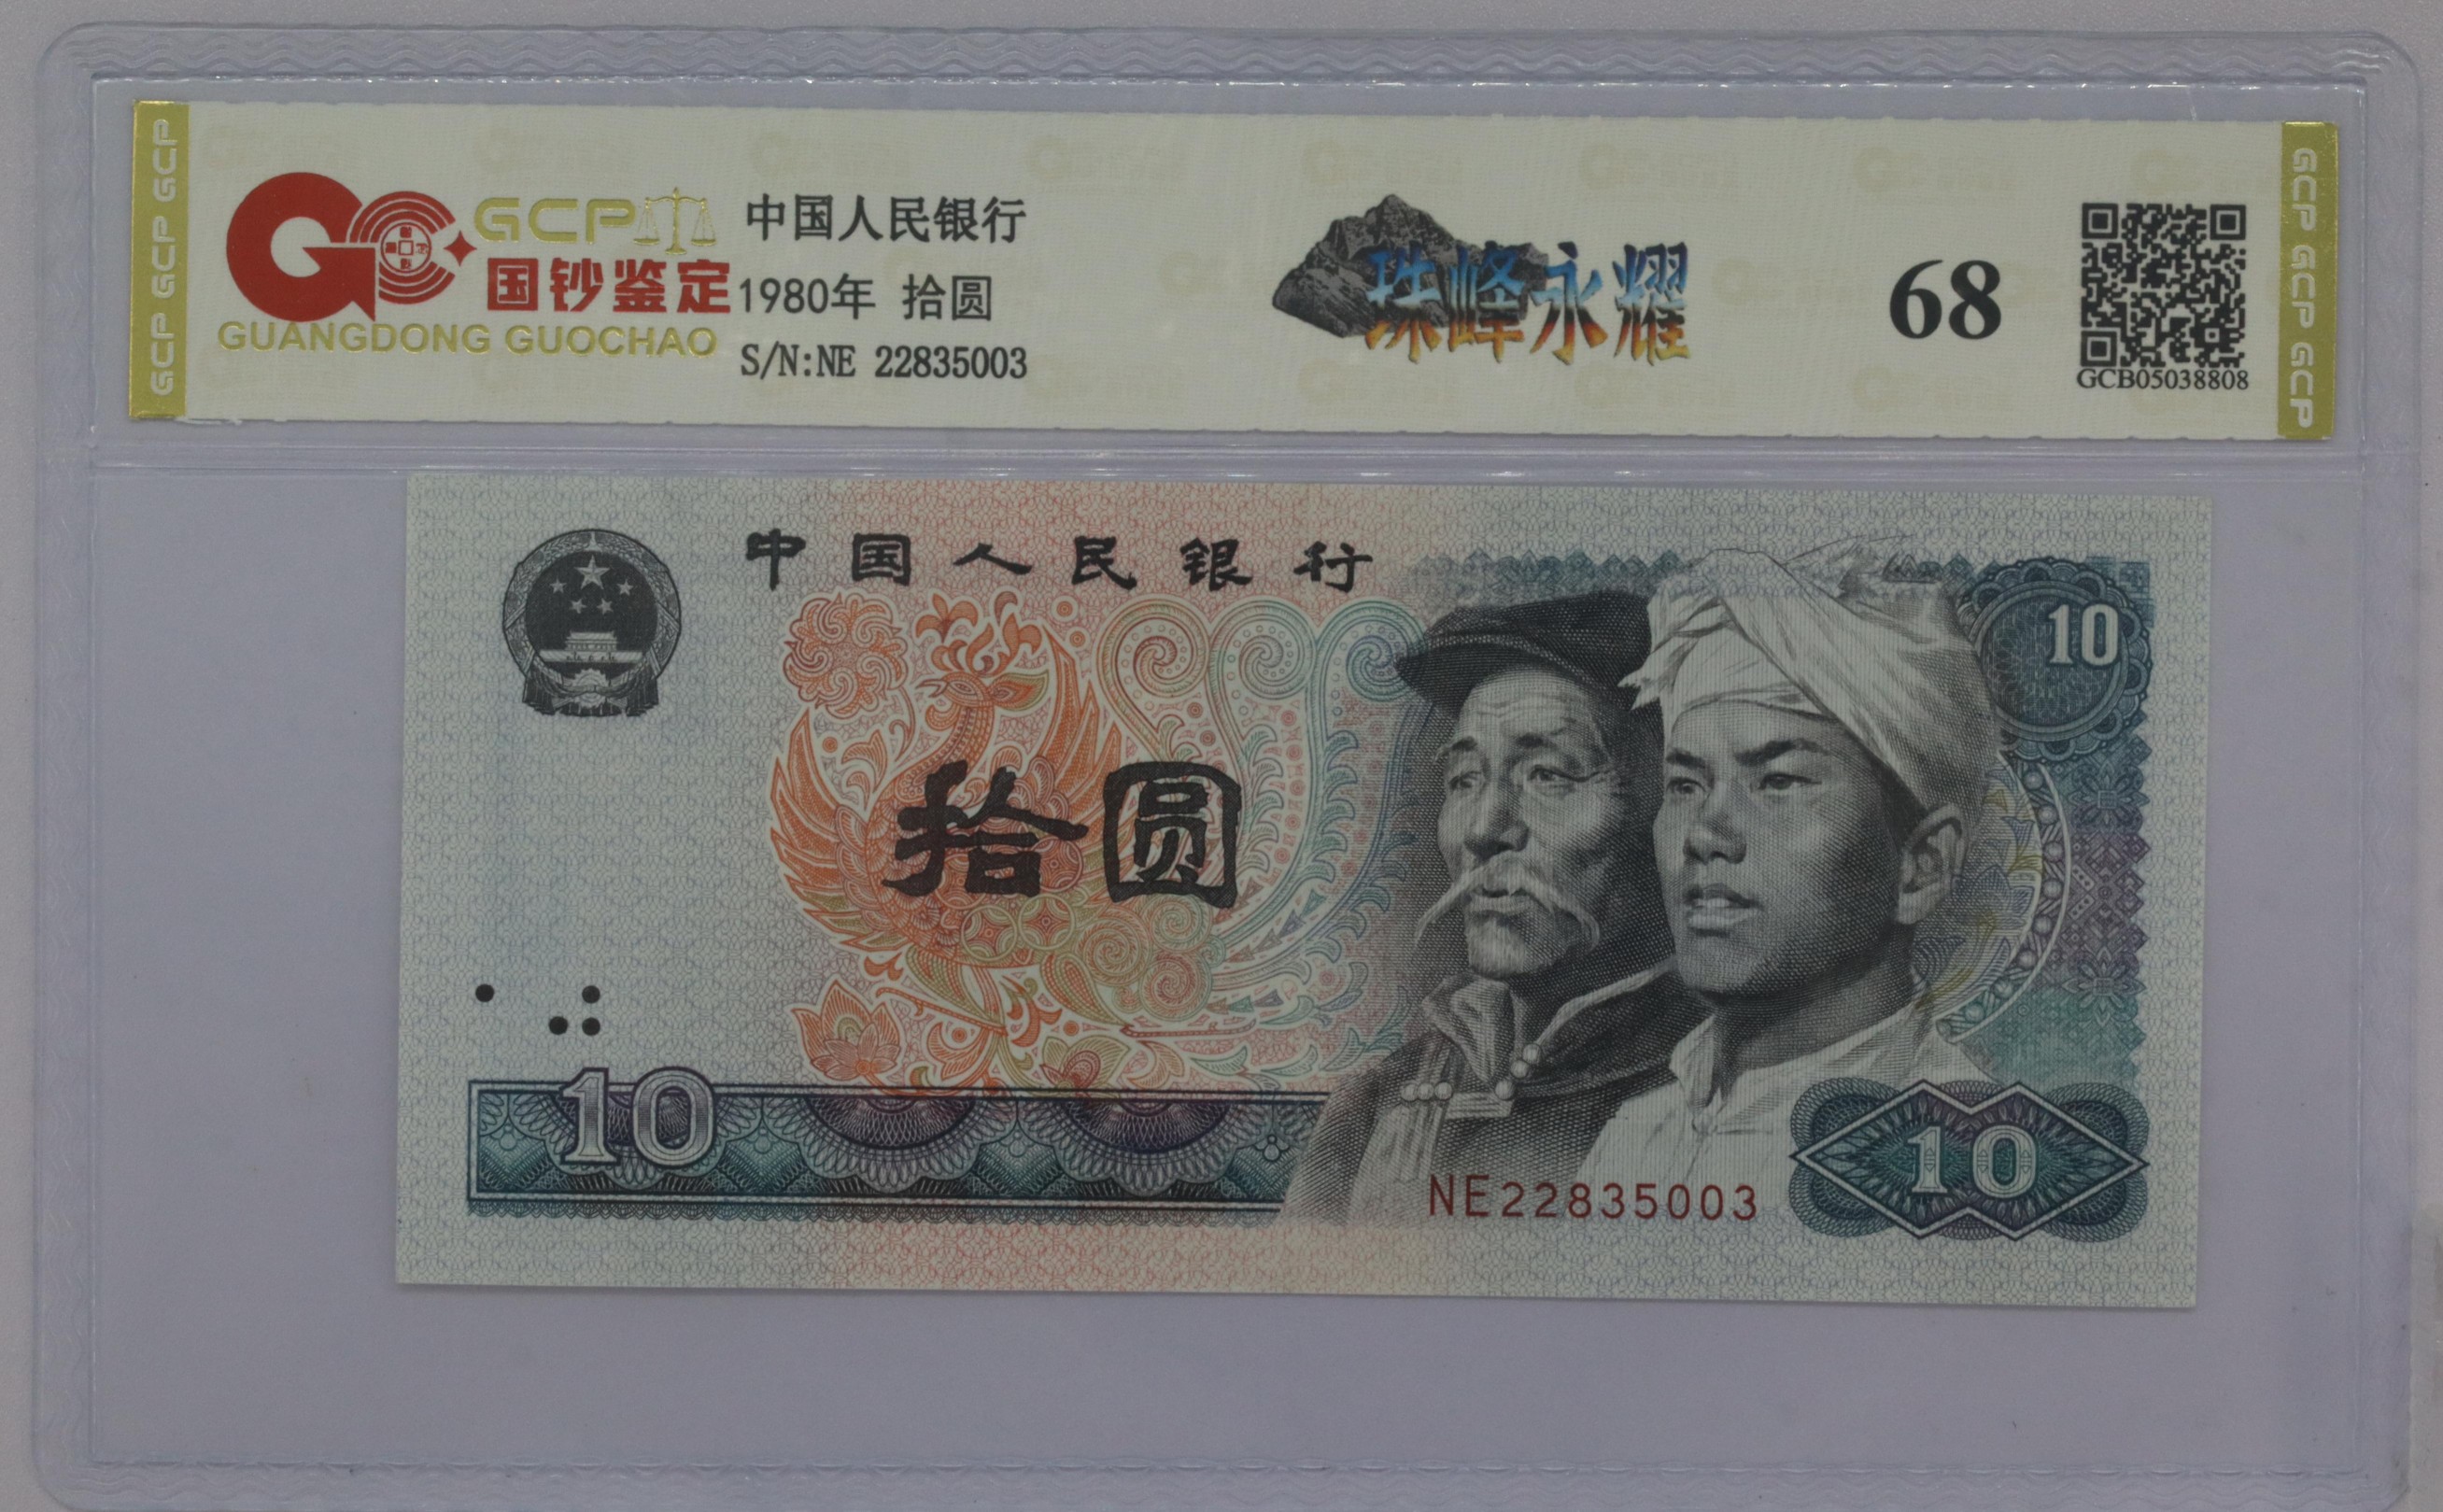 GCP GCP GCP
GCP
国钞鉴定
GUANGDONG GUOCHAO
中国人民银行
1980年 拾圆
S/N:NE 22835003
珠峰永耀
68
GCB05038808
GCP GCP GCP
中国人民银行
10
拾圆
10
NE22835003
10